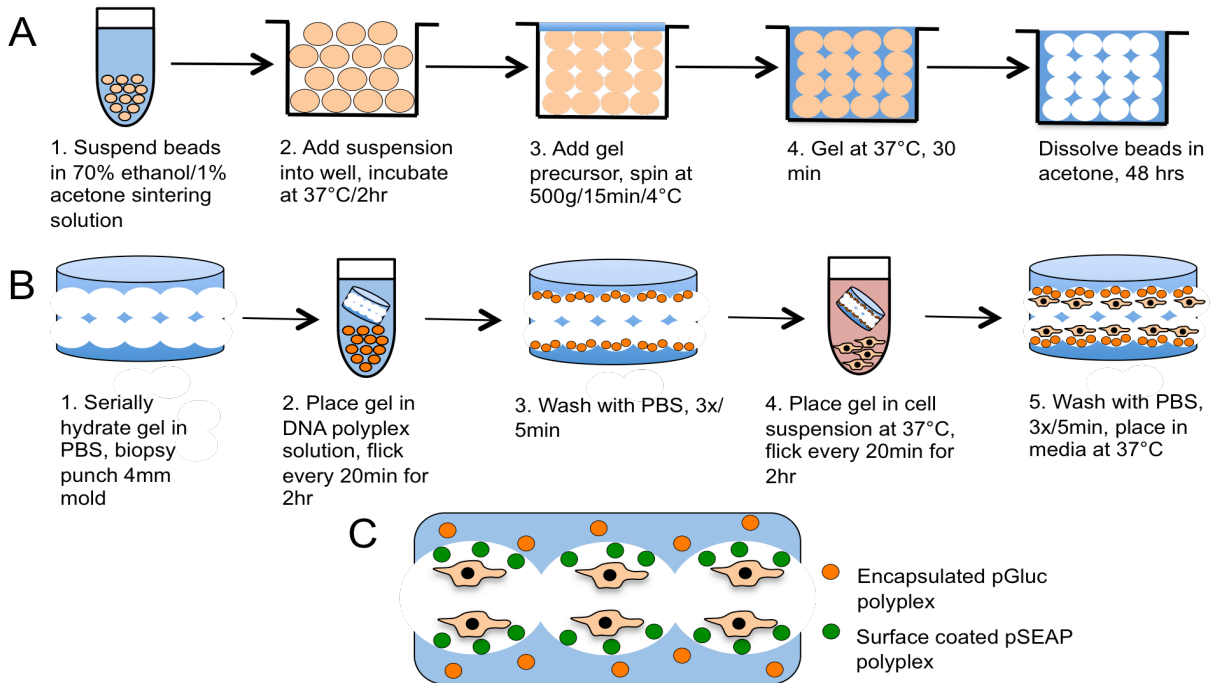 A
1. Suspend beads
in 70% ethanol/1%
acetone sintering
solution
2. Add suspension
into well, incubate
at 37°C/2hr
3. Add gel
precursor, spin at
500g/15min/4°C
4. Gel at 37°C, 30
min
Dissolve beads in
acetone, 48 hrs
B
1. Serially
hydrate gel in
PBS, biopsy
punch 4mm
mold
2. Place gel in
DNA polyplex
solution, flick
every 20min for
2hr
3. Wash with PBS, 3x/
5min
4. Place gel in cell
suspension at 37°C,
flick every 20min for
2hr
5. Wash with PBS,
3x/5min, place in
media at 37°C
C
Encapsulated pGluc
polyplex
Surface coated pSEAP
polyplex